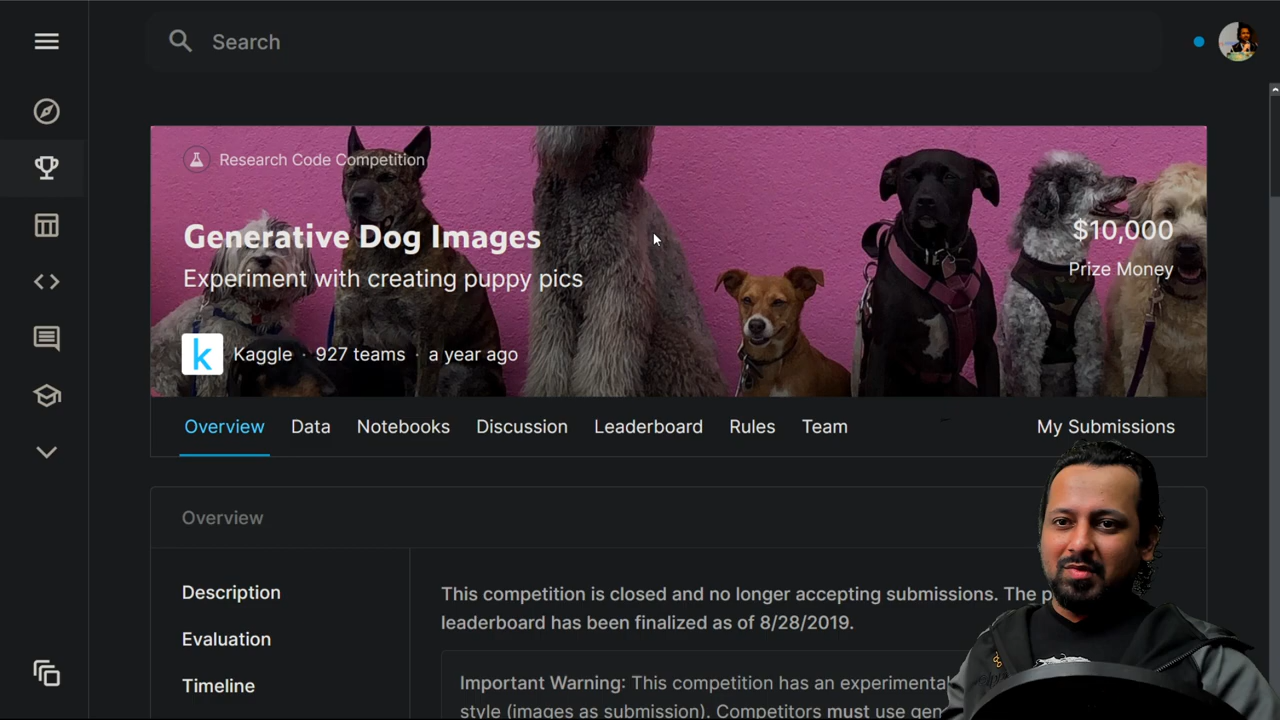 Search
Research Code Competition
Generative Dog Images
Experiment with creating puppy pics
$10,000
Prize Money
k
Kaggle · 927 teams · a year ago
Overview Data Notebooks Discussion Leaderboard Rules Team My Submissions
Overview
Description
Evaluation
Timeline
This competition is closed and no longer accepting submissions. The
leaderboard has been finalized as of 8/28/2019.
Important Warning: This competition has an experimental
style (images as submission). Competitors must use